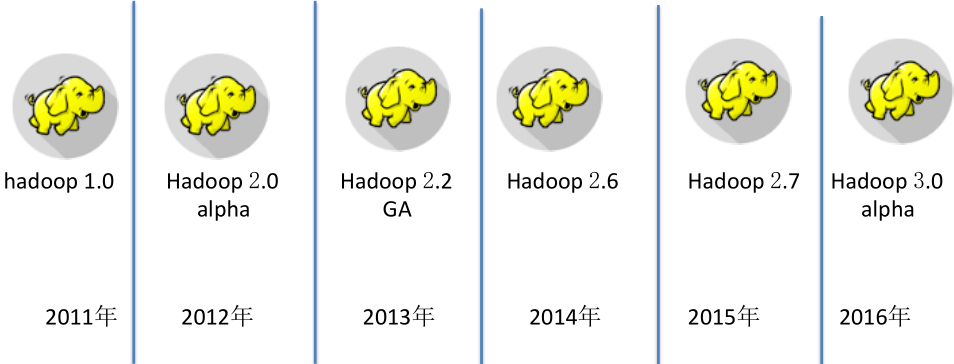 hadoop 1.0
Hadoop 2.0
alpha
Hadoop 2.2
GA
Hadoop 2.6
Hadoop 2.7
Hadoop 3.0
alpha
2011年
2012年
2013年
2014年
2015年
2016年